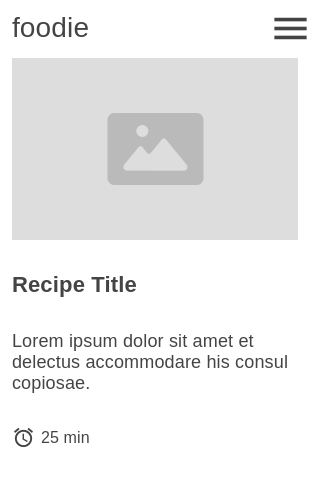 foodie
Recipe Title
Lorem ipsum dolor sit amet et
delectus accommodare his consul
copiosae.
25 min